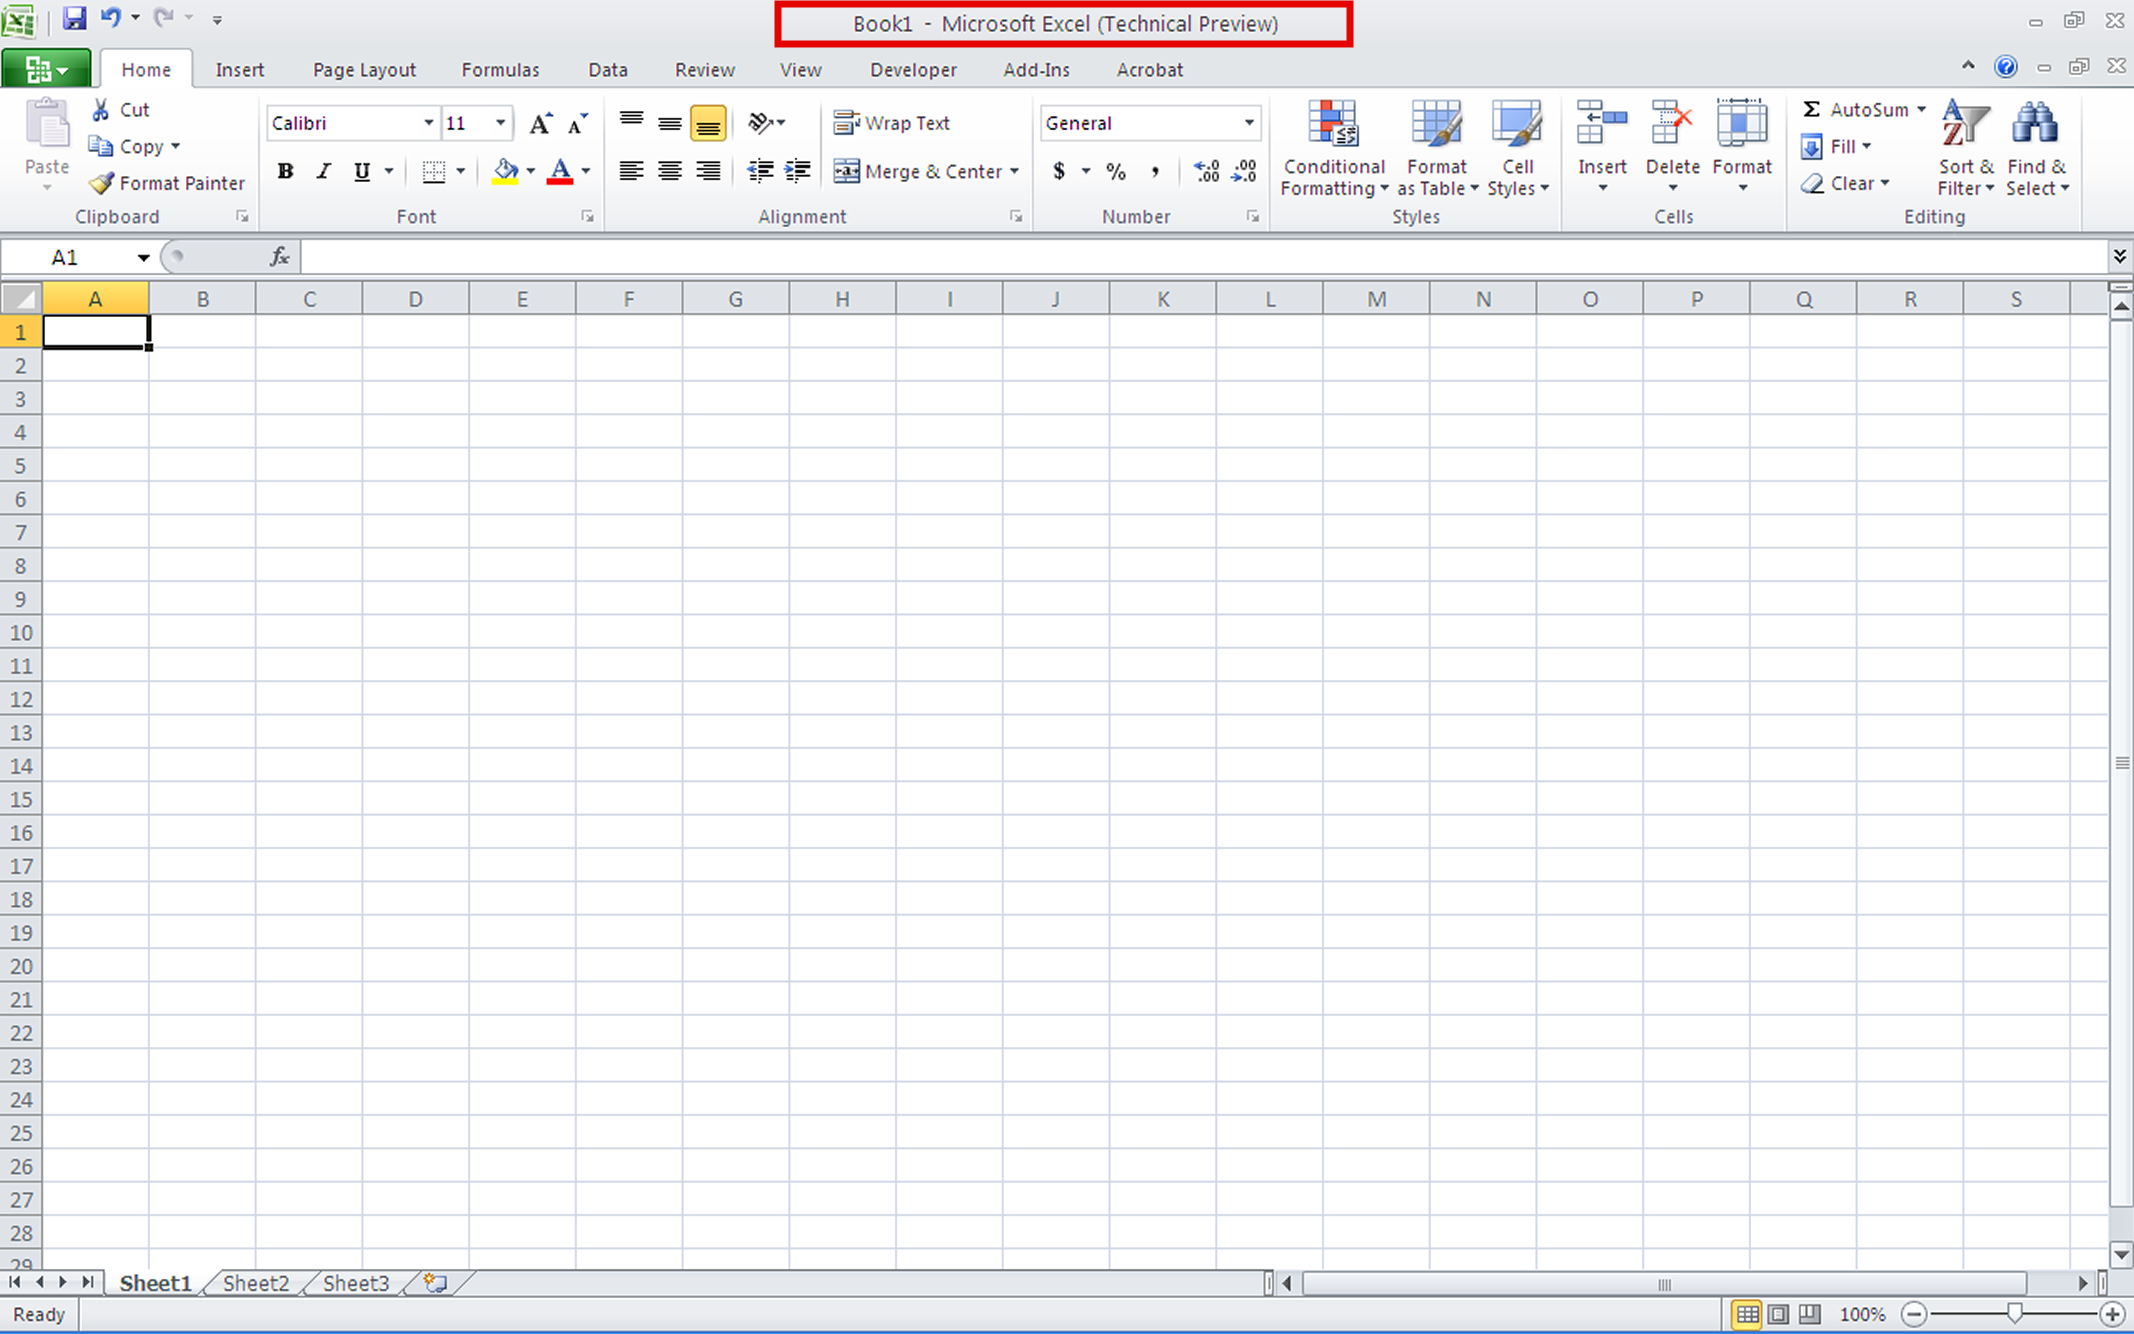 Book1 - Microsoft Excel (Technical Preview)
Home Insert Page Layout Formulas Data Review View Developer Add-Ins Acrobat
Paste
Cut
Copy
Format Painter
Clipboard
Calibri 11
B I U
Font
Wrap Text
Merge & Center
Alignment
General
$ % ,
Number
Conditional Formatting
Format as Table
Cell Styles
Styles
Insert Delete Format
Cells
Σ AutoSum
Fill
Clear
Sort & Filter
Find & Select
Editing
A1 fx
A B C D E F G H I J K L M N O P Q R S
1
2
3
4
5
6
7
8
9
10
11
12
13
14
15
16
17
18
19
20
21
22
23
24
25
26
27
28
29
Sheet1 Sheet2 Sheet3
Ready 100%